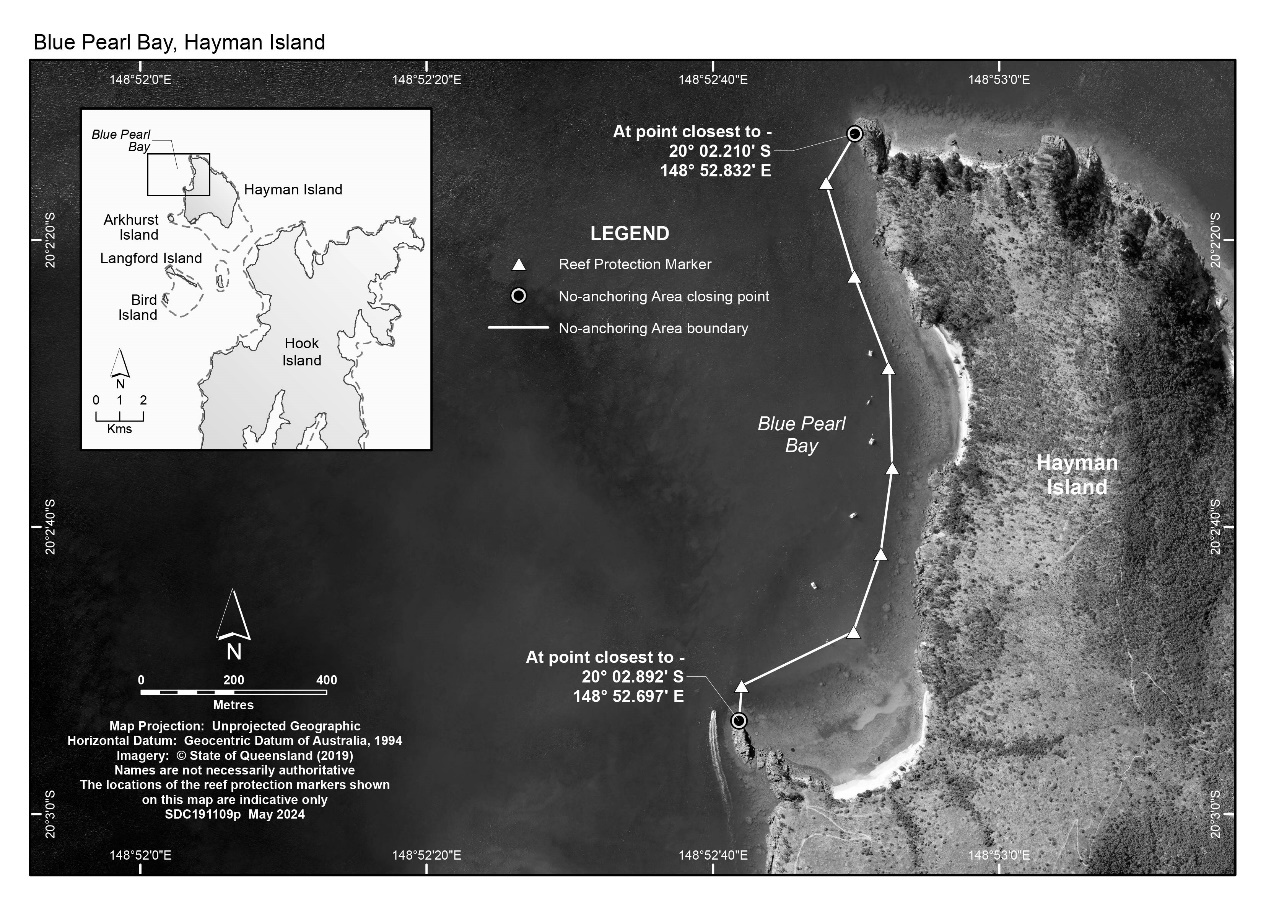 Blue Pearl Bay, Hayman Island
148°52'0"E
148°52'20"E
148°52'40"E
148°53'0"E
Blue Pearl
Bay
Hayman Island
Arkhurst
Island
Langford Island
Bird
Island
Hook
Island
N
0 1 2
Kms
At point closest to -
20° 02.210' S
148° 52.832' E
LEGEND
Reef Protection Marker
No-anchoring Area closing point
No-anchoring Area boundary
20°2'20"S
20°2'20"S
Blue Pearl
Bay
Hayman
Island
20°2'40"S
20°2'40"S
At point closest to -
20° 02.892' S
148° 52.697' E
N
0 200 400
Metres
Map Projection: Unprojected Geographic
Horizontal Datum: Geocentric Datum of Australia, 1994
Imagery: © State of Queensland (2019)
Names are not necessarily authoritative
The locations of the reef protection markers shown
on this map are indicative only
SDC191109p May 2024
20°3'0"S
20°3'0"S
148°52'0"E
148°52'20"E
148°52'40"E
148°53'0"E